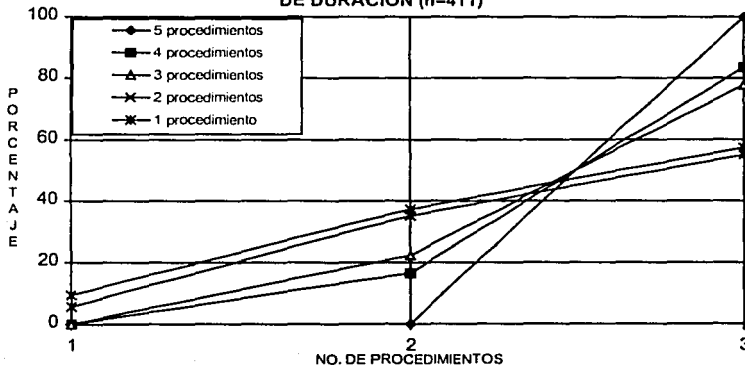 DE DURACION (n=411)
5 procedimientos
4 procedimientos
3 procedimientos
2 procedimientos
1 procedimiento
PORCENTAJE
100
80
60
40
20
0
1
2
3
NO. DE PROCEDIMIENTOS